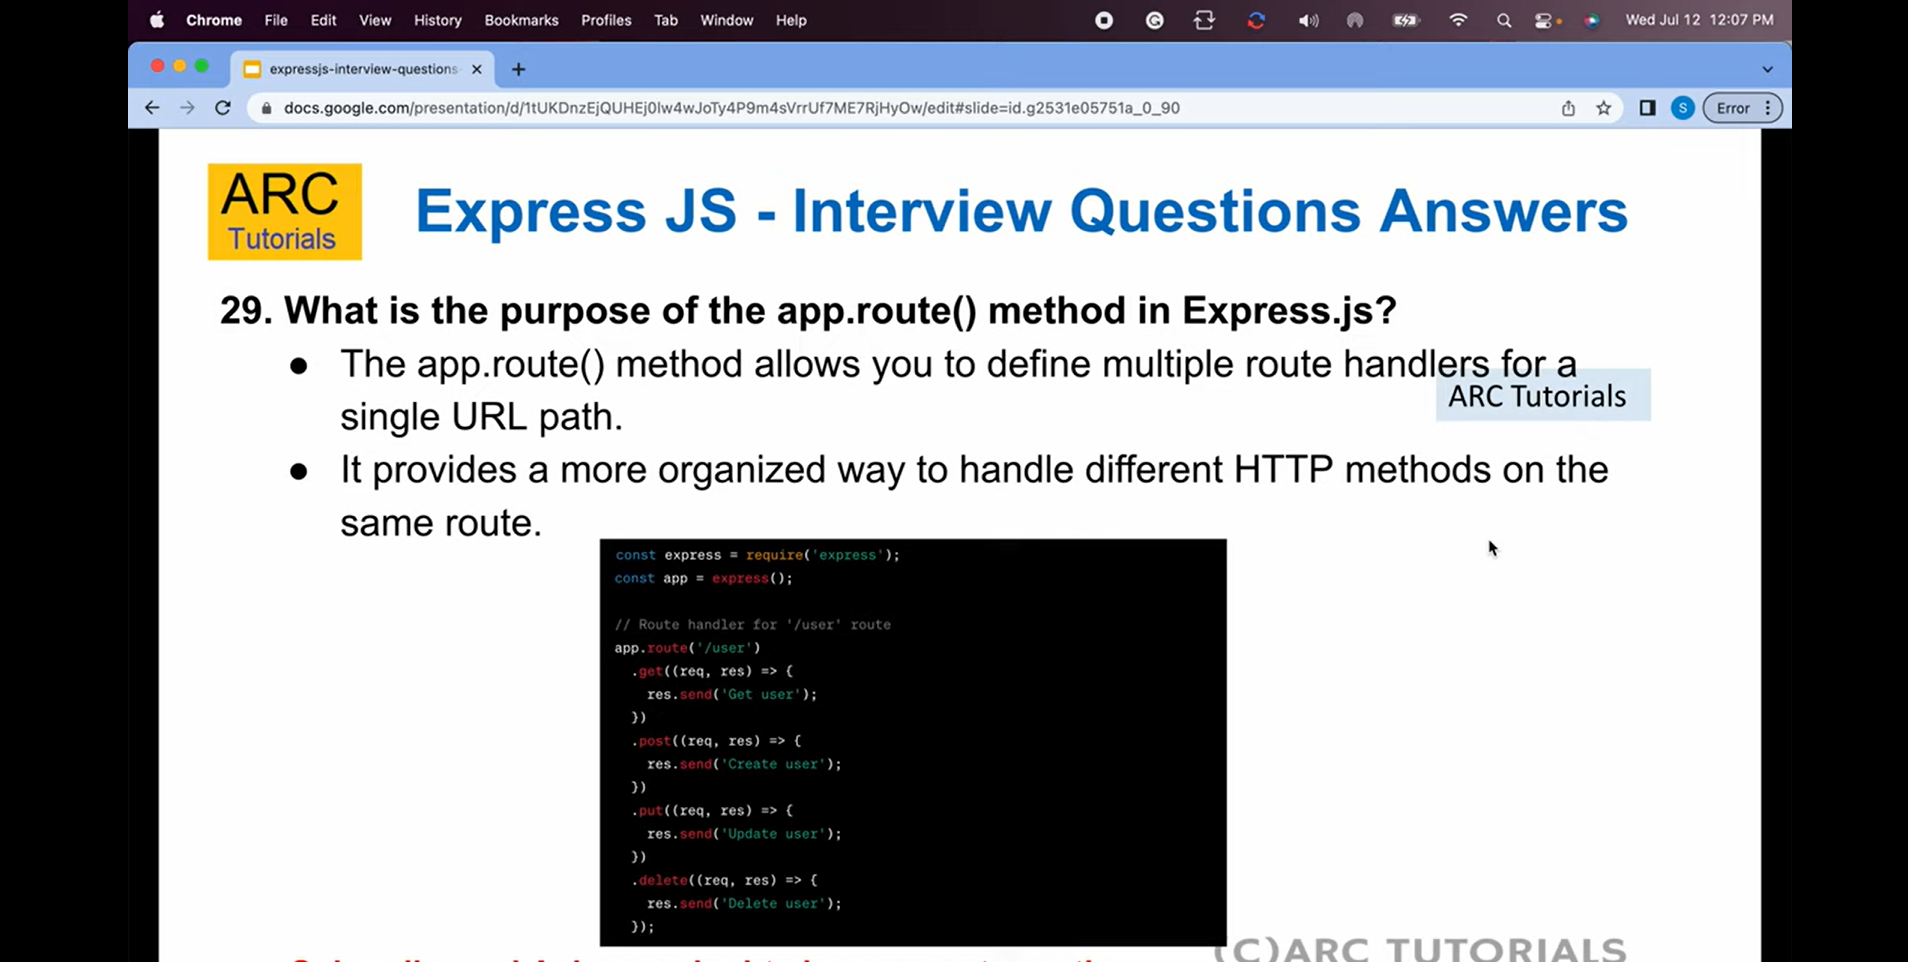 Chrome File Edit View History Bookmarks Profiles Tab Window Help Wed Jul 12 12:07 PM
expressjs-interview-questions
docs.google.com/presentation/d/1tUKDnzEjQUHEj0lw4wJoTy4P9m4sVrrUf7ME7RjHyOw/edit#slide=id.g2531e05751a_0_90 S Error
ARC
Tutorials
Express JS - Interview Questions Answers
29. What is the purpose of the app.route() method in Express.js?
● The app.route() method allows you to define multiple route handlers for a
single URL path.
ARC Tutorials
● It provides a more organized way to handle different HTTP methods on the
same route.
const express = require('express');
const app = express();
// Route handler for '/user' route
app.route('/user')
.get((req, res) => {
res.send('Get user');
})
.post((req, res) => {
res.send('Create user');
})
.put((req, res) => {
res.send('Update user');
})
.delete((req, res) => {
res.send('Delete user');
});
(C)ARC TUTORIALS